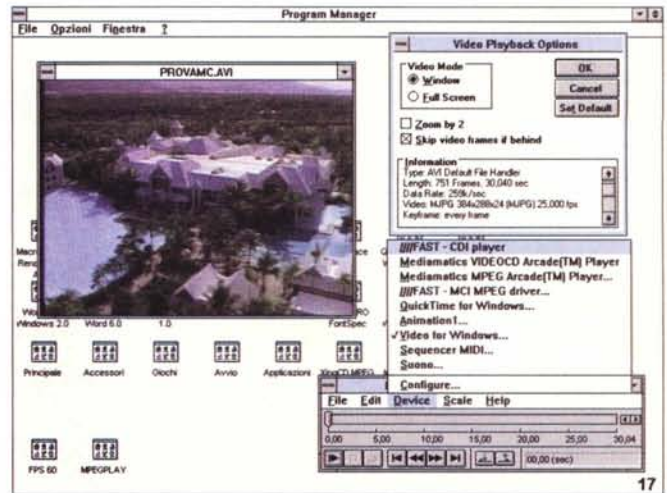 Program Manager
File Opzioni Finestra ?
PROVAMC.AVI
Video Playback Options
Video Mode
Window
Full Screen
OK
Cancel
Set Default
Zoom by 2
Skip video frames if behind
Information
Type: AVI Default File Handler
Length: 751 Frames, 30,040 sec
Data Rate: 259k/sec
Video: MJPG 384x288x24 (MJPG) 25,000 fps
Keyframe: every frame
FAST - CDI player
Mediamatics VIDEOCD Arcade(TM) Player
Mediamatics MPEG Arcade(TM) Player...
FAST - MCI MPEG driver...
QuickTime for Windows...
Animation1...
Video for Windows...
Sequencer MIDI...
Suono...
Configure...
Windows 2.0 Word 6.0 1.0 FontSpec
Principale Accessori Giochi Avvio Applicazioni XingCD MPEG
File Edit Device Scale Help
0,00 5,00 10,00 15,00 20,00 25,00 30,04
00,00 (sec)
FPS 60 MPEGPLAY
17